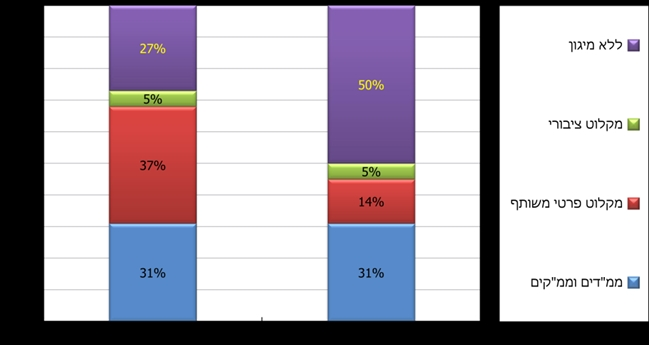 27%
5%
37%
31%
50%
5%
14%
31%
ללא מיגון
מקלוט ציבורי
מקלוט פרטי משותף
ממ"דים וממ"קים